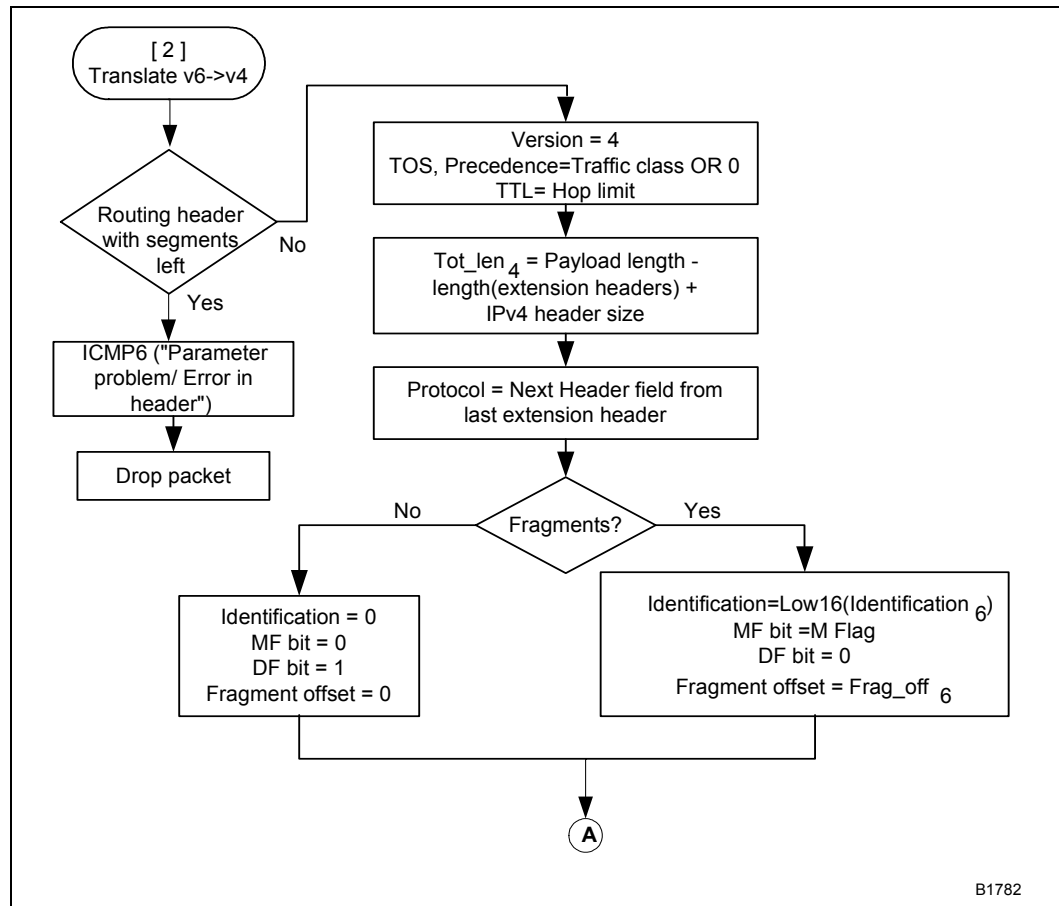 [ 2 ]
Translate v6->v4
Routing header
with segments
left
No
Yes
ICMP6 ("Parameter
problem/ Error in
header")
Drop packet
Version = 4
TOS, Precedence=Traffic class OR 0
TTL= Hop limit
Tot_len 4 = Payload length -
length(extension headers) +
IPv4 header size
Protocol = Next Header field from
last extension header
Fragments?
No
Yes
Identification = 0
MF bit = 0
DF bit = 1
Fragment offset = 0
Identification=Low16(Identification 6)
MF bit =M Flag
DF bit = 0
Fragment offset = Frag_off 6
A
B1782